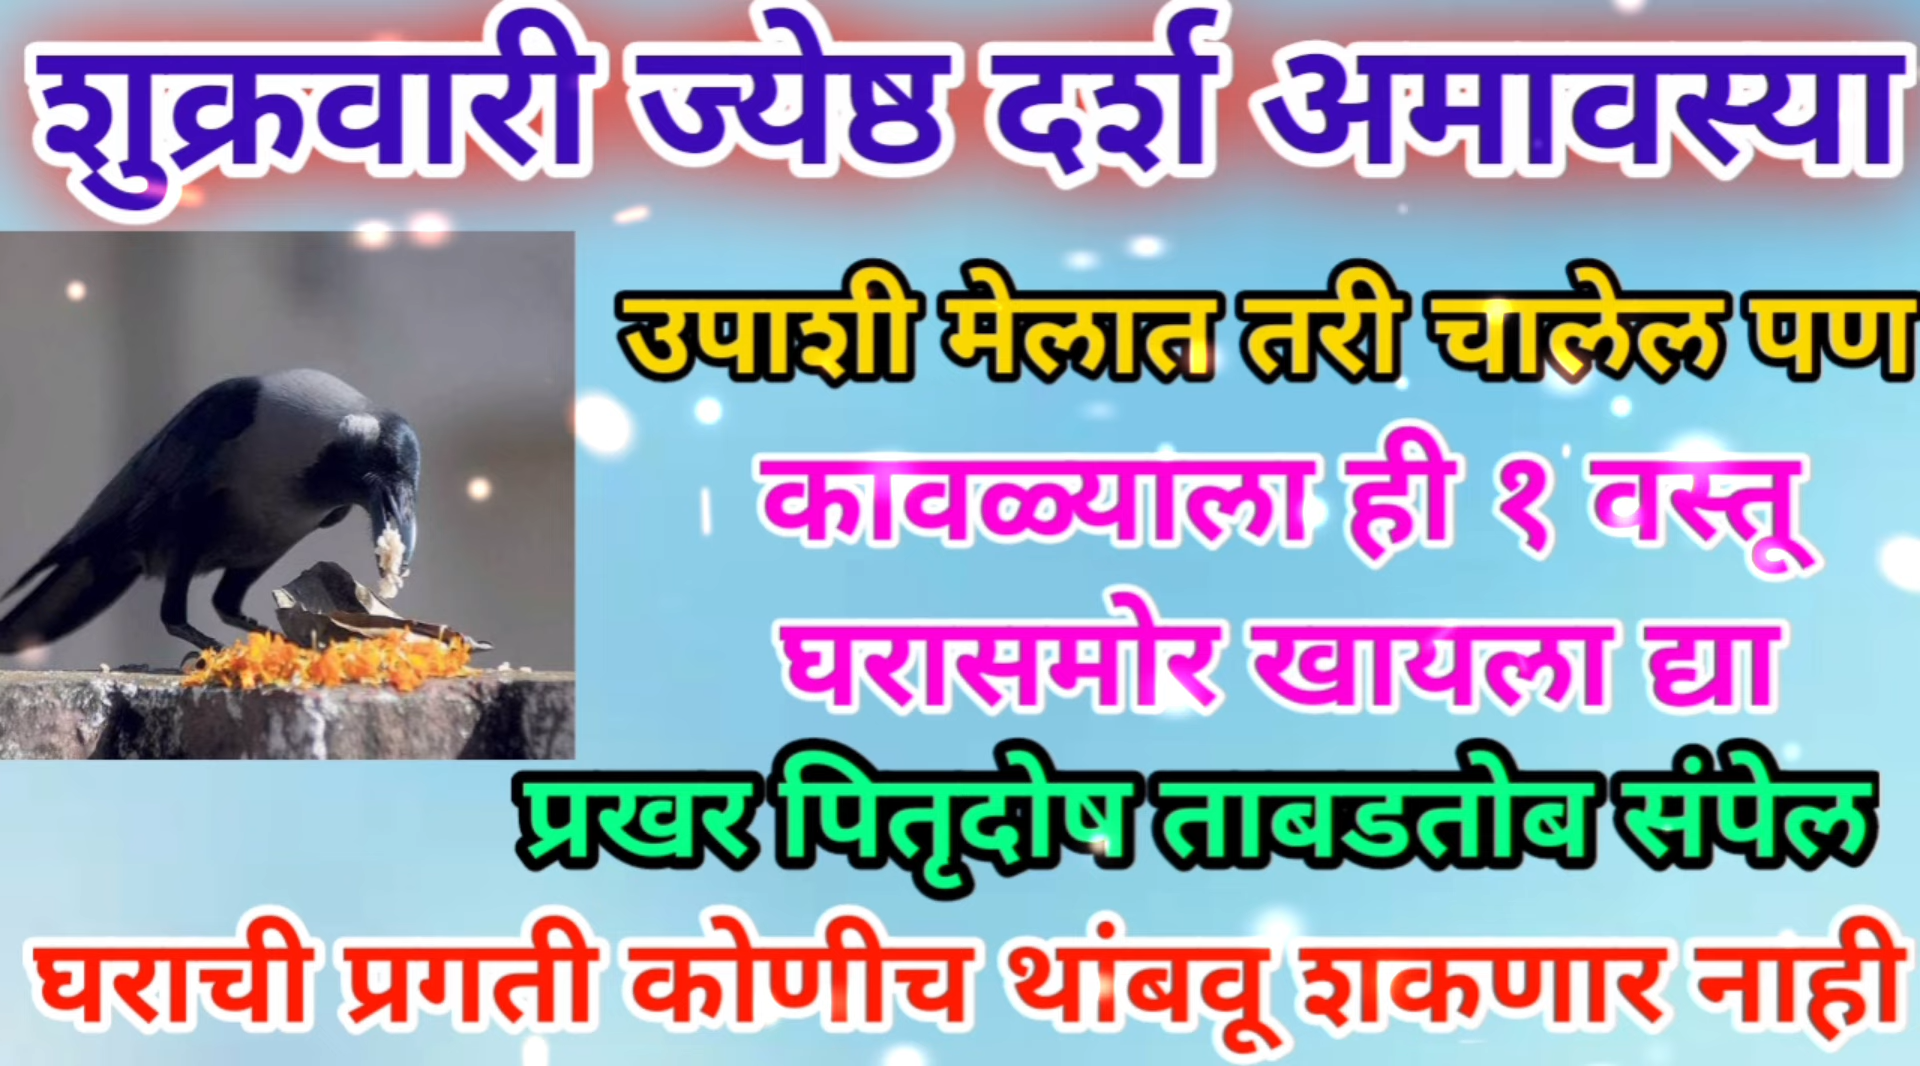 शुक्रवारी ज्येष्ठ दर्श अमावस्या
उपाशी मेलात तरी चालेल पण
कावळ्याला ही १ वस्तू
घरासमोर खायला द्या
प्रखर पितृदोष ताबडतोब संपेल
घराची प्रगती कोणीच थांबवू शकणार नाही